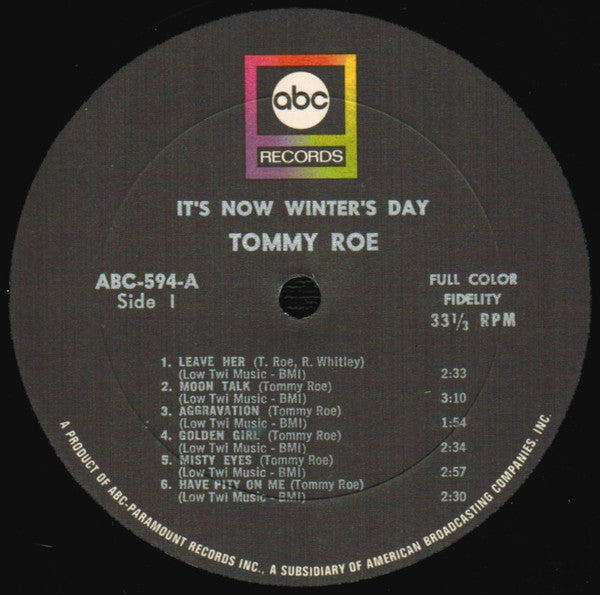 abc
RECORDS
IT'S NOW WINTER'S DAY
TOMMY ROE
ABC-594-A
Side 1
FULL COLOR
FIDELITY
33 1/3 RPM
1. LEAVE HER (T. Roe, R. Whitley)
(Low Twi Music - BMI) 2:33
2. MOON TALK (Tommy Roe)
(Low Twi Music - BMI) 3:10
3. AGGRAVATION (Tommy Roe)
(Low Twi Music - BMI) 1:54
4. GOLDEN GIRL (Tommy Roe)
(Low Twi Music - BMI) 2:34
5. MISTY EYES (Tommy Roe)
(Low Twi Music - BMI) 2:57
6. HAVE PITY ON ME (Tommy Roe)
(Low Twi Music - BMI) 2:30
A PRODUCT OF ABC-PARAMOUNT RECORDS INC., A SUBSIDIARY OF AMERICAN BROADCASTING COMPANIES, INC.